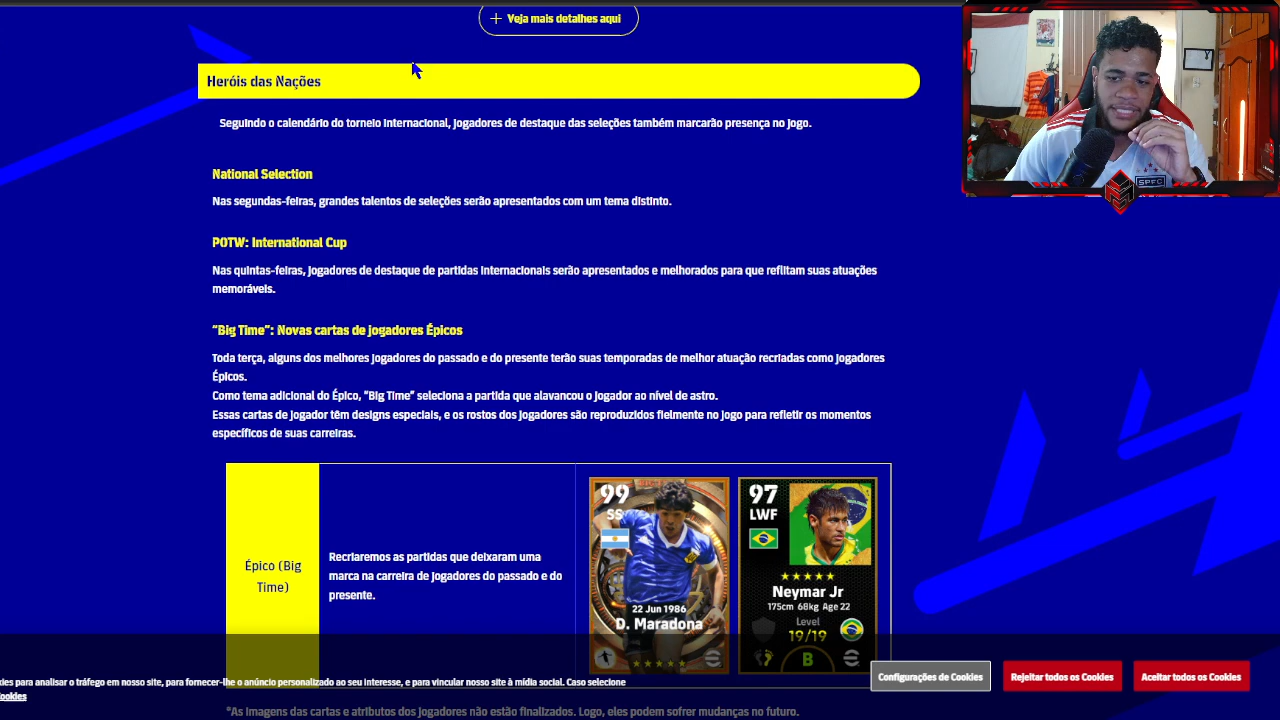 Veja mais detalhes aqui
Heróis das Nações
Seguindo o calendário do torneio internacional, jogadores de destaque das seleções também marcarão presença no jogo.
National Selection
Nas segundas-feiras, grandes talentos de seleções serão apresentados com um tema distinto.
POTW: International Cup
Nas quintas-feiras, jogadores de destaque de partidas internacionais serão apresentados e melhorados para que reflitam suas atuações
memoráveis.
“Big Time”: Novas cartas de jogadores Épicos
Toda terça, alguns dos melhores jogadores do passado e do presente terão suas temporadas de melhor atuação recriadas como jogadores
Épicos.
Como tema adicional do Épico, “Big Time” seleciona a partida que alavancou o jogador ao nível de astro.
Essas cartas de jogador têm designs especiais, e os rostos dos jogadores são reproduzidos fielmente no jogo para refletir os momentos
específicos de suas carreiras.
Épico (Big
Time)
Recriaremos as partidas que deixaram uma
marca na carreira de jogadores do passado e do
presente.
99
SS
22 Jun 1986
D. Maradona
97
LWF
Neymar Jr
175cm 68kg Age 22
Level
19/19
B
SPFC
kies para analisar o tráfego em nosso site, para fornecer-lhe o anúncio personalizado ao seu interesse, e para vincular nosso site à mídia social. Caso selecione
ookies
Configurações de Cookies
Rejeitar todos os Cookies
Aceitar todos os Cookies
*As imagens das cartas e atributos dos jogadores não estão finalizados. Logo, eles podem sofrer mudanças no futuro.